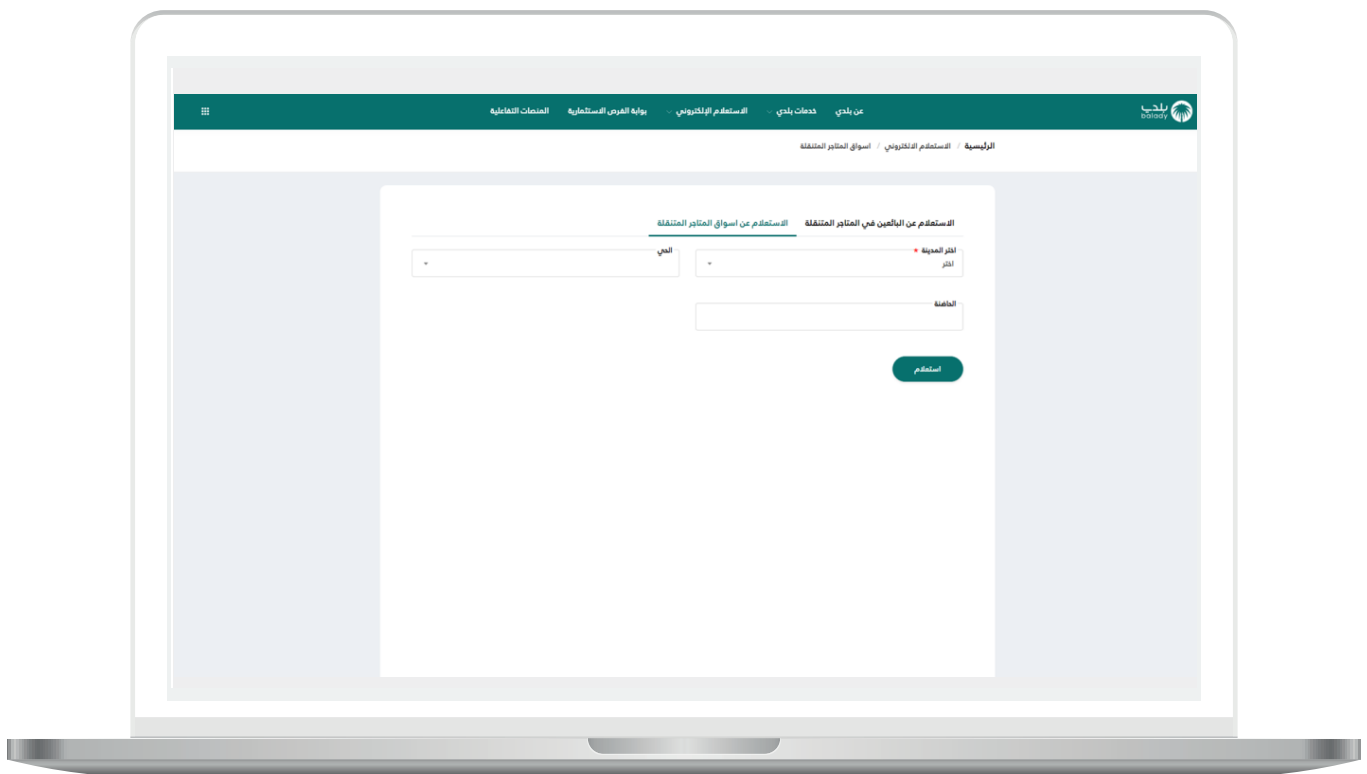 بلدي
balady
عن بلدي خدمات بلدي الاستعلام الإلكتروني بوابة الفرص الاستثمارية المنصات التفاعلية
الرئيسية / الاستعلام الالكتروني / اسواق المتاجر المتنقلة
الاستعلام عن البائعين في المتاجر المتنقلة الاستعلام عن اسواق المتاجر المتنقلة
اختر المدينة * الحي
اختر
الحاضنة
استعلام